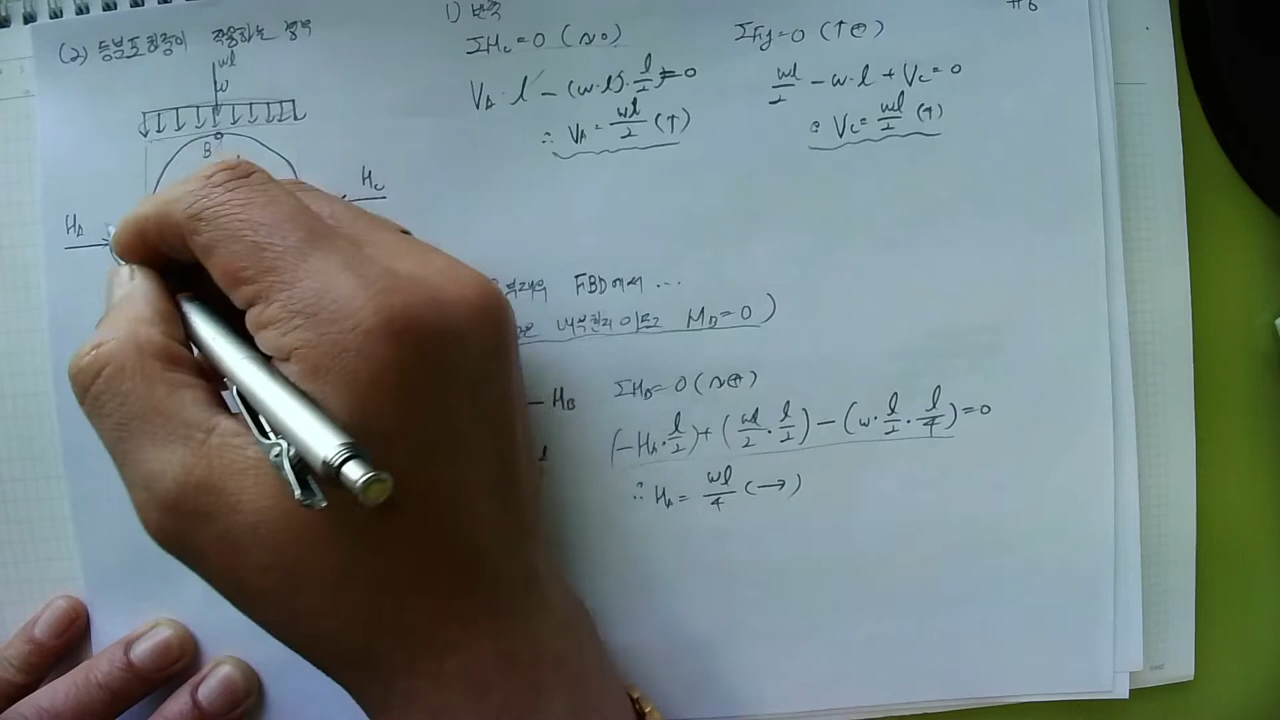 #6
(2) 등분포하중이 작용하는 경우
wl
w
B
H_A
H_C
1) 반력
ΣM_C=0 (↷⊕)
V_A·l - (w·l)·l/2 = 0
∴ V_A = wl/2 (↑)
ΣFy=0 (↑⊕)
wl/2 - w·l + V_C = 0
∴ V_C = wl/2 (↑)
FBD에서 ...
내부힌지 이므로 M_B=0)
H_B
ΣM_B=0 (↷⊕)
(-H_A·l/2)+(wl/2·l/2)-(w·l/2·l/4)=0
∴ H_A = wl/4 (→)